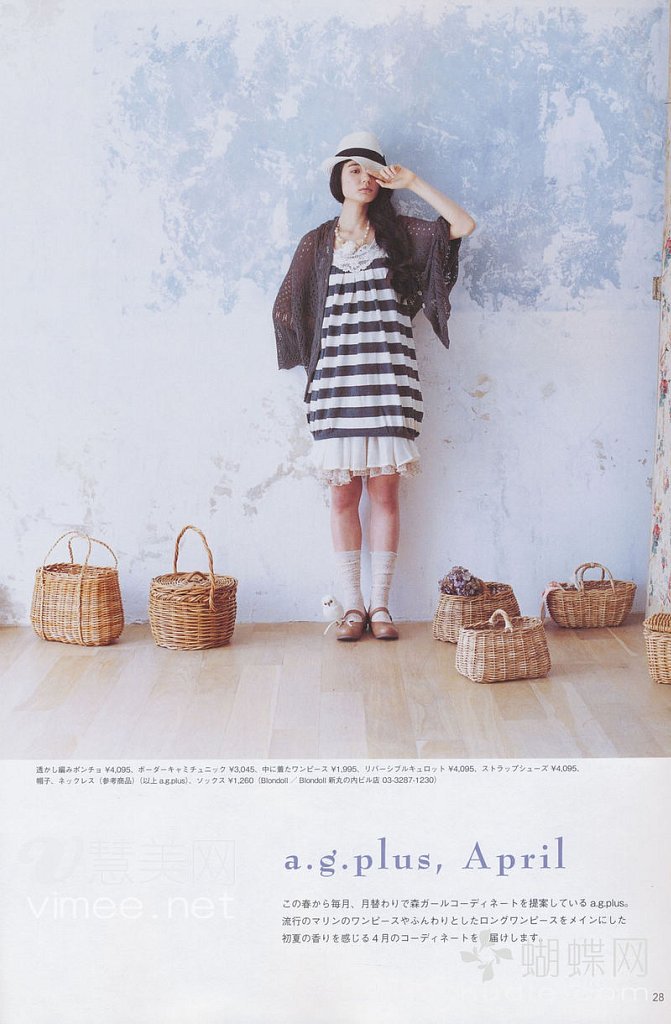 透かし編みポンチョ ¥4,095、ボーダーキャミチュニック ¥3,045、中に着たワンピース ¥1,995、リバーシブルキュロット ¥4,095、ストラップシューズ ¥4,095、
帽子、ネックレス（参考商品）（以上 a.g.plus）、ソックス ¥1,260（Blondoll ／ Blondoll 新丸の内ビル店 03-3287-1230）
a.g.plus, April
慧美网
vimee.net
この春から毎月、月替わりで森ガールコーディネートを提案している a.g.plus。
流行のマリンのワンピースやふんわりとしたロングワンピースをメインにした
初夏の香りを感じる４月のコーディネートを 届けします。
蝴蝶网
28